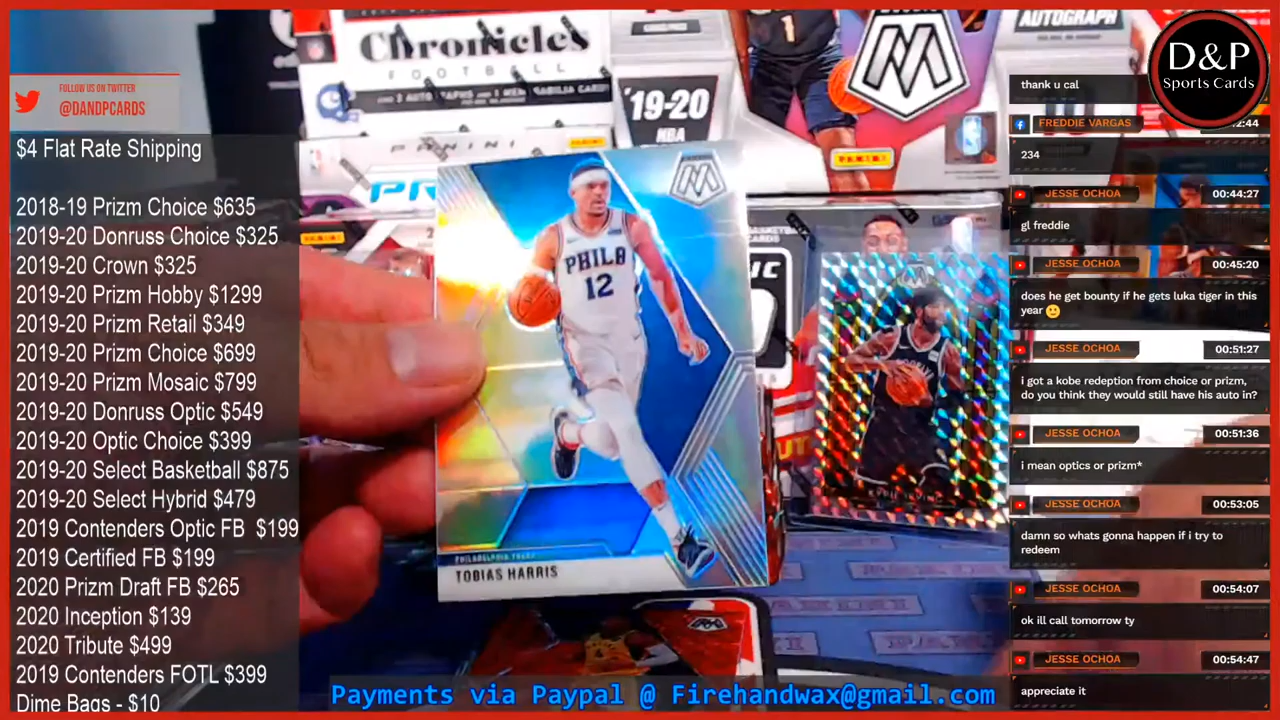 FOLLOW US ON TWITTER
@DANDPCARDS
$4 Flat Rate Shipping
2018-19 Prizm Choice $635
2019-20 Donruss Choice $325
2019-20 Crown $325
2019-20 Prizm Hobby $1299
2019-20 Prizm Retail $349
2019-20 Prizm Choice $699
2019-20 Prizm Mosaic $799
2019-20 Donruss Optic $549
2019-20 Optic Choice $399
2019-20 Select Basketball $875
2019-20 Select Hybrid $479
2019 Contenders Optic FB $199
2019 Certified FB $199
2020 Prizm Draft FB $265
2020 Inception $139
2020 Tribute $499
2019 Contenders FOTL $399
Dime Bags - $10
Chronicles
FOOTBALL
PANINI
'19-20
NBA
M
PANINI
AUTOGRAPH
PHILA
12
TOBIAS HARRIS
Payments via Paypal @ Firehandwax@gmail.com
D&P
Sports Cards
thank u cal
FREDDIE VARGAS
234
JESSE OCHOA 00:44:27
gl freddie
JESSE OCHOA 00:45:20
does he get bounty if he gets luka tiger in this
year
JESSE OCHOA 00:51:27
i got a kobe redeption from choice or prizm,
do you think they would still have his auto in?
JESSE OCHOA 00:51:36
i mean optics or prizm*
JESSE OCHOA 00:53:05
damn so whats gonna happen if i try to
redeem
JESSE OCHOA 00:54:07
ok ill call tomorrow ty
JESSE OCHOA 00:54:47
appreciate it